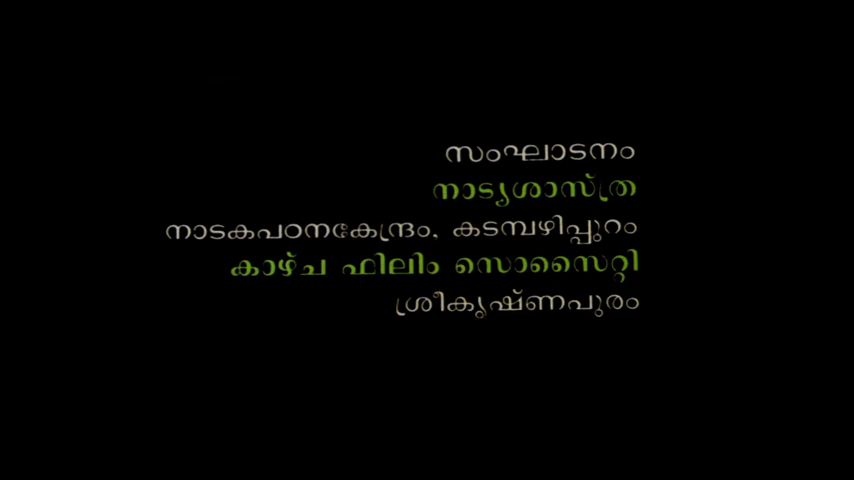 സംഘാടനം
നാട്യശാസ്ത്ര
നാടകപഠനകേന്ദ്രം, കടമ്പഴിപ്പുറം
കാഴ്ച ഫിലിം സൊസൈറ്റി
ശ്രീകൃഷ്ണപുരം